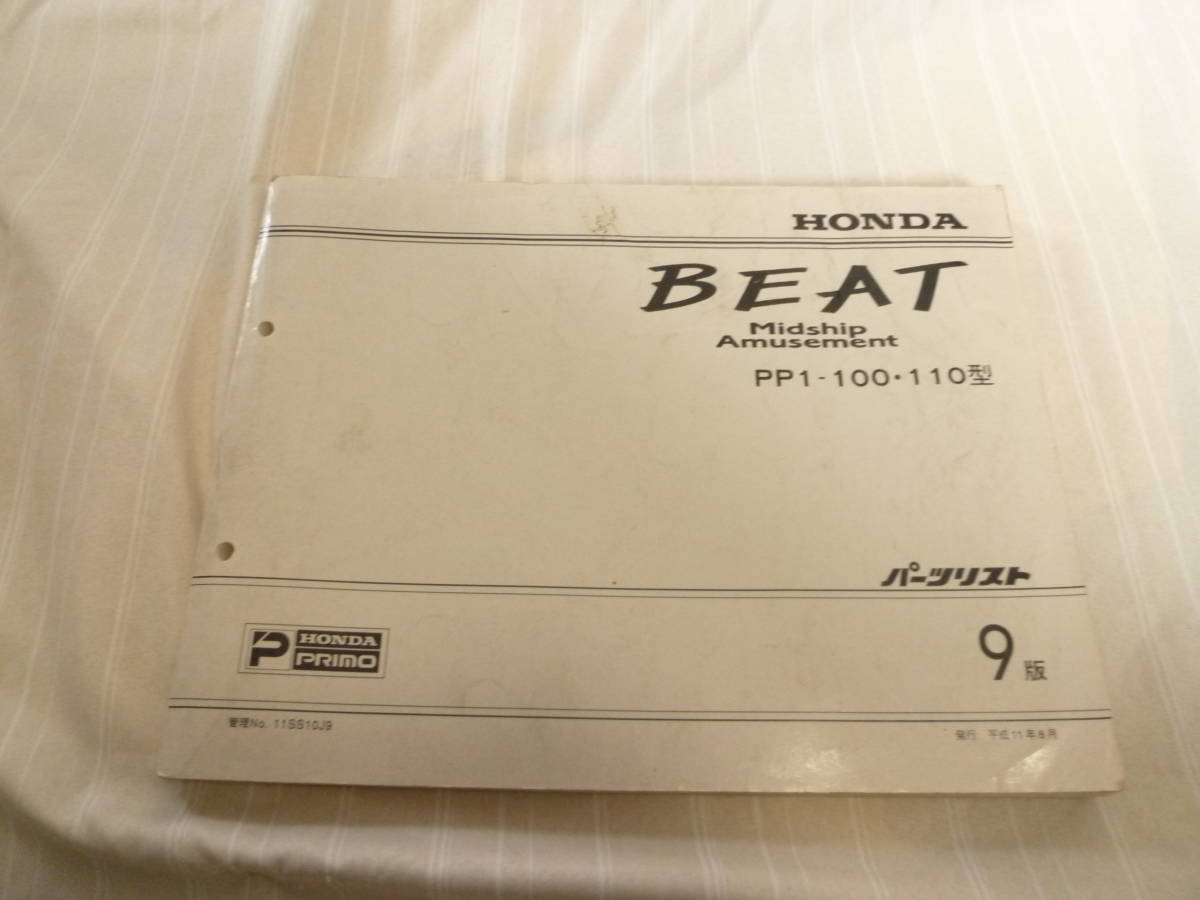 HONDA
BEAT
Midship
Amusement
PP1-100・110型
パーツリスト
P HONDA
PRIMO
9版
管理No. 11SS10J9
発行 平成11年8月